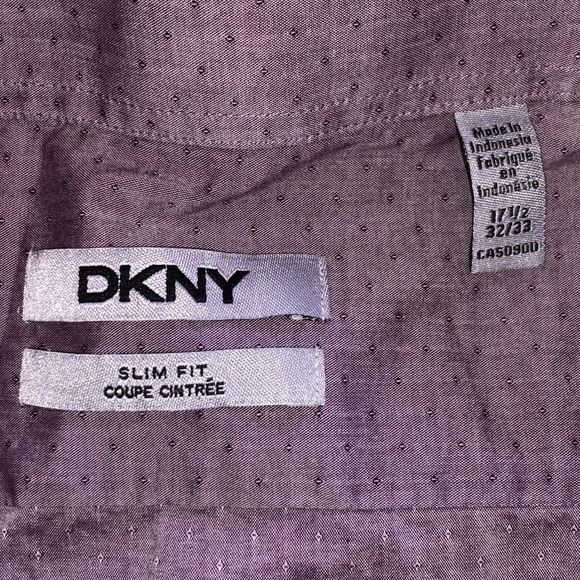 Made in
Indonesia
Fabriqué
en
Indonésie
17 1/2
32/33
CA50900
DKNY
SLIM FIT
COUPE CINTRÉE